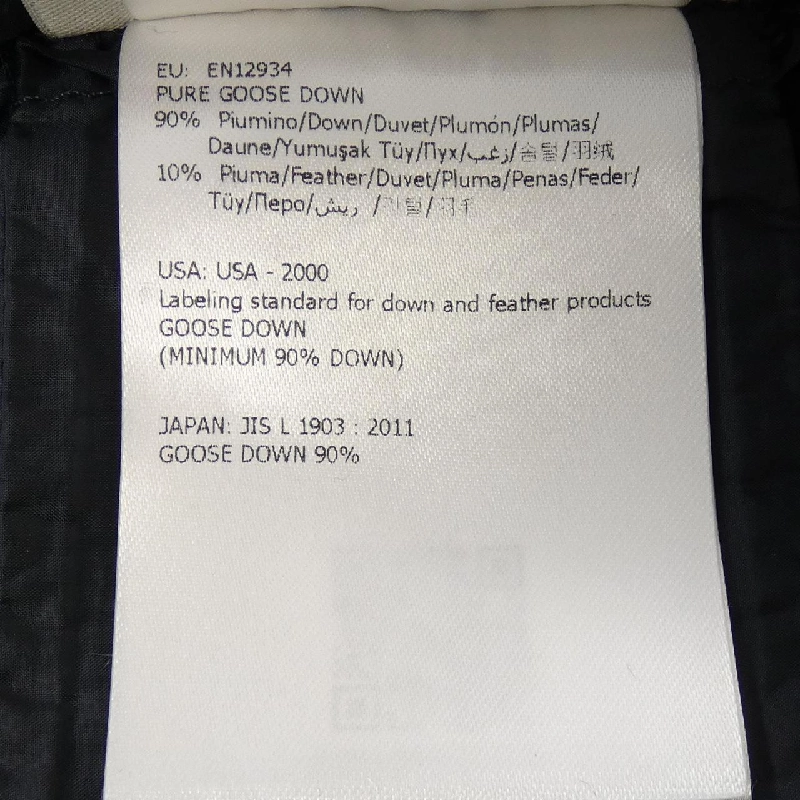 EU: EN12934
PURE GOOSE DOWN
90% Piumino/Down/Duvet/Plumón/Plumas/
Daune/Yumuşak Tüy/Пух/زغب/솜털/羽绒
10% Piuma/Feather/Duvet/Pluma/Penas/Feder/
Tüy/Перо/ريش /깃털/羽毛
USA: USA - 2000
Labeling standard for down and feather products
GOOSE DOWN
(MINIMUM 90% DOWN)
JAPAN: JIS L 1903 : 2011
GOOSE DOWN 90%